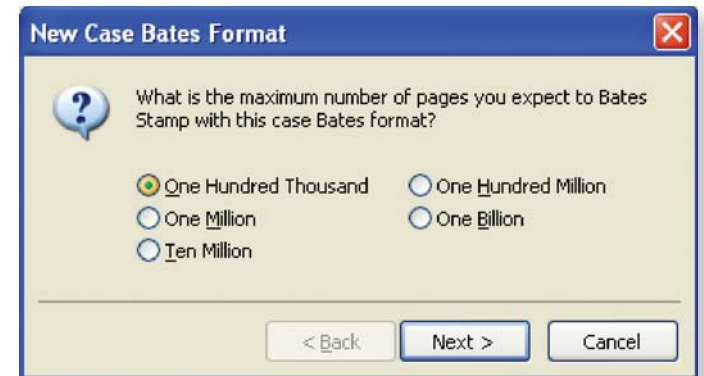 New Case Bates Format
What is the maximum number of pages you expect to Bates
Stamp with this case Bates format?
One Hundred Thousand
One Hundred Million
One Million
One Billion
Ten Million
< Back
Next >
Cancel